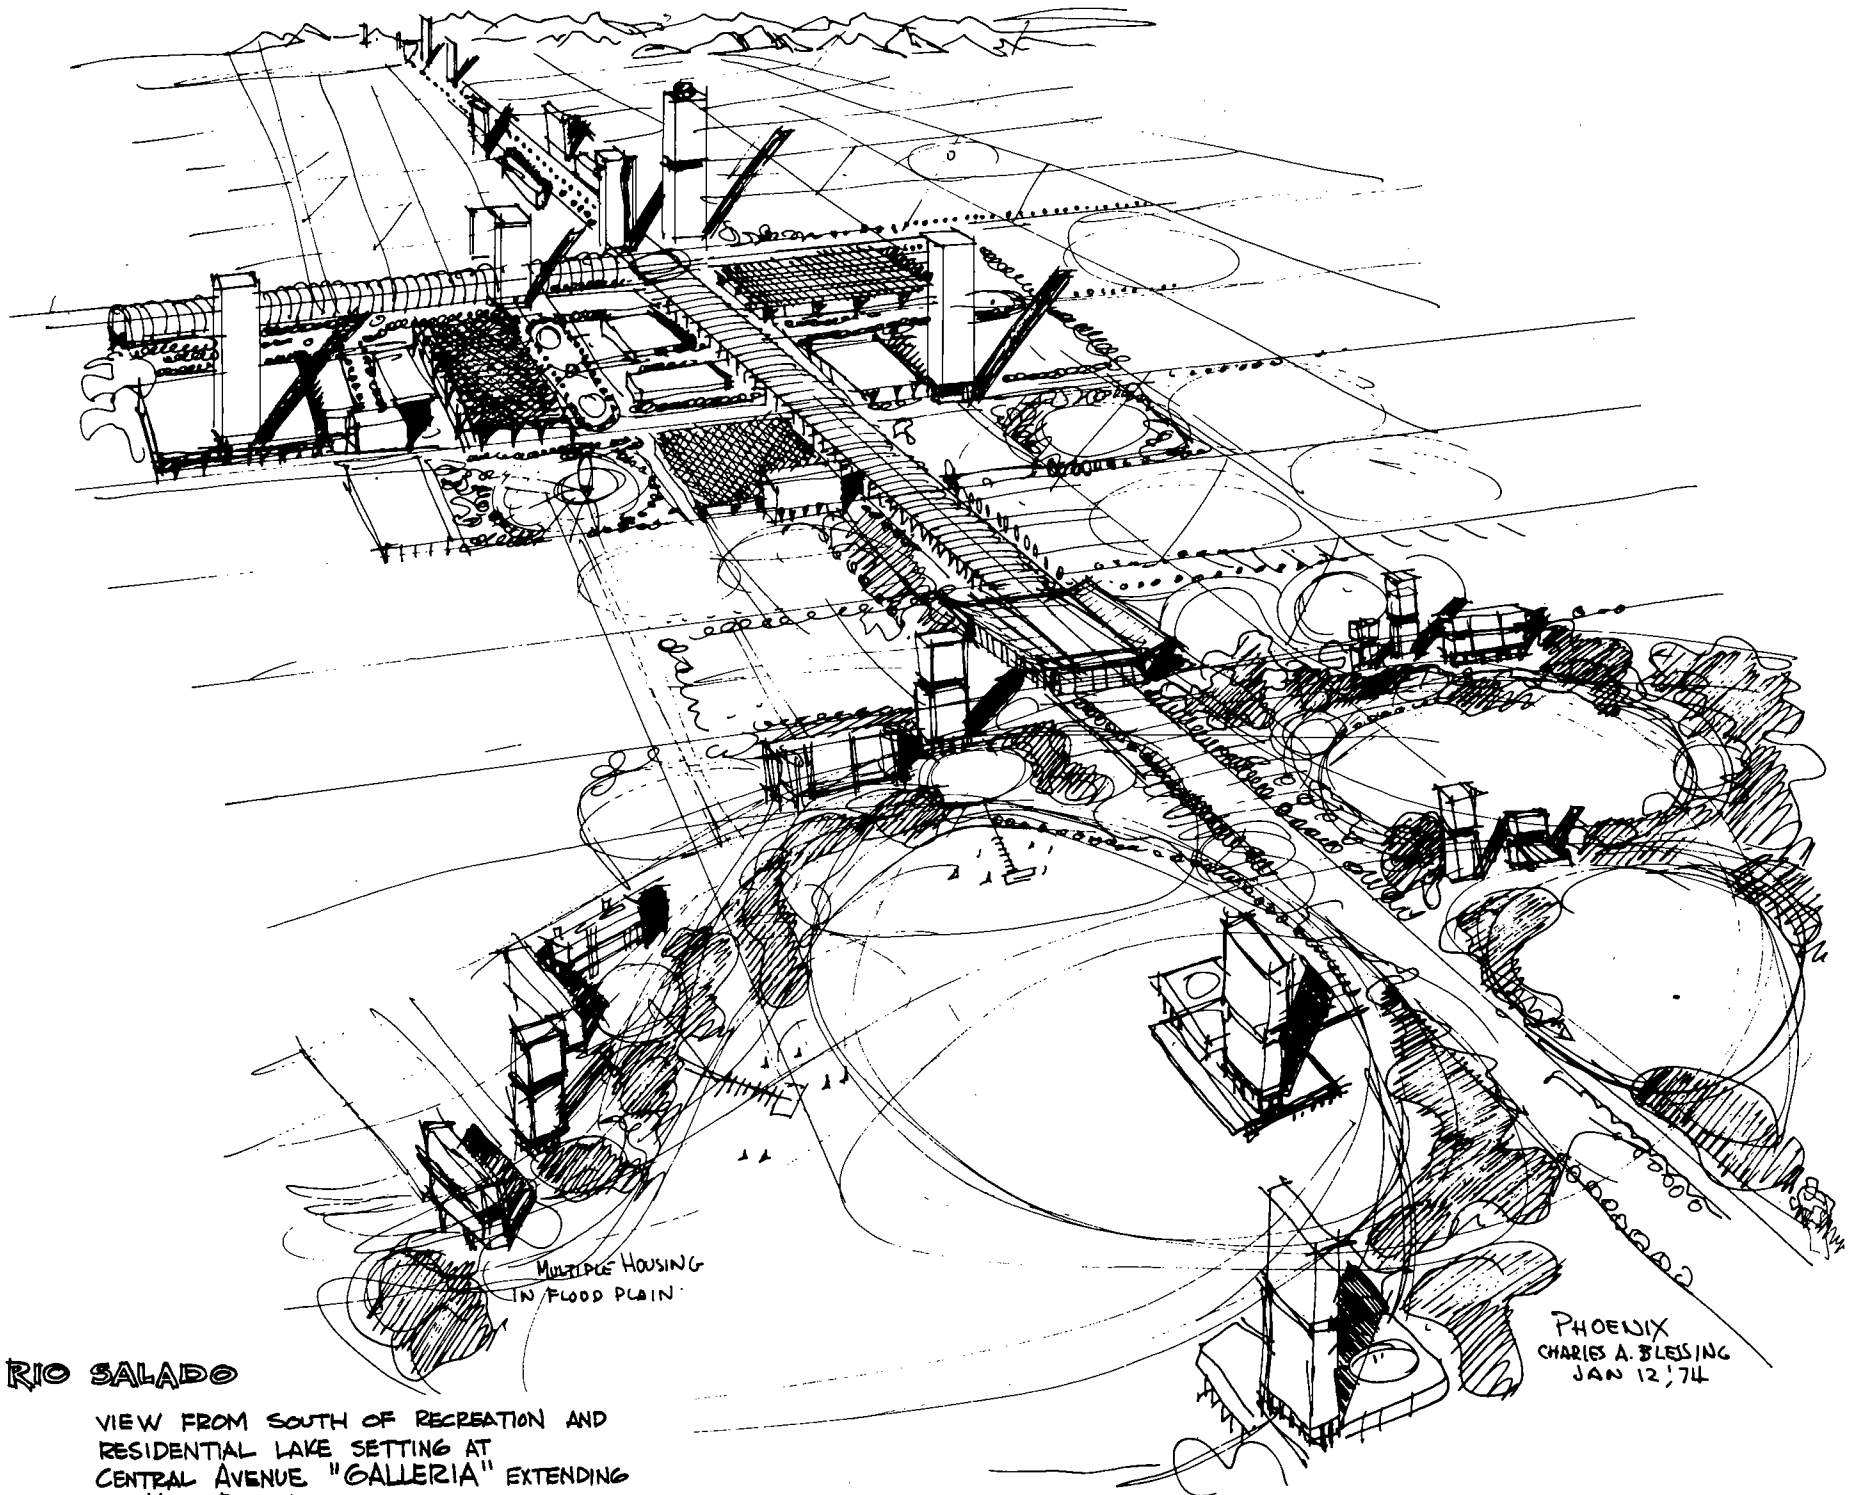 MULTIPLE HOUSING
IN FLOOD PLAIN
PHOENIX
CHARLES A. BLESSING
JAN 12, '74
RIO SALADO
VIEW FROM SOUTH OF RECREATION AND
RESIDENTIAL LAKE SETTING AT
CENTRAL AVENUE "GALLERIA" EXTENDING